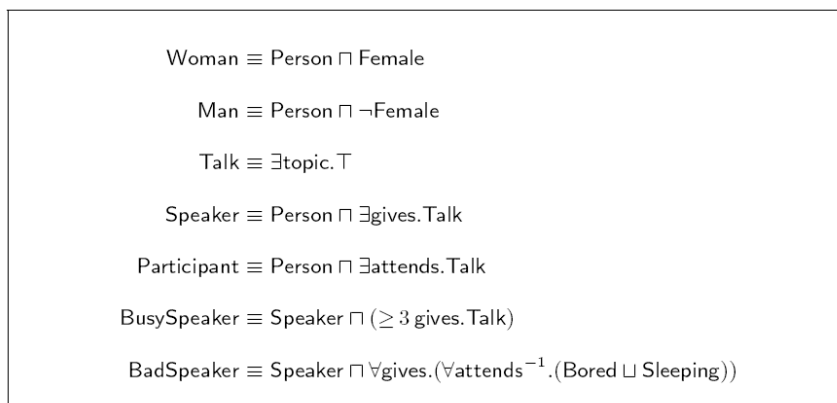 Woman ≡ Person ⊓ Female
Man ≡ Person ⊓ ¬Female
Talk ≡ ∃topic.⊤
Speaker ≡ Person ⊓ ∃gives.Talk
Participant ≡ Person ⊓ ∃attends.Talk
BusySpeaker ≡ Speaker ⊓ (≥ 3 gives.Talk)
BadSpeaker ≡ Speaker ⊓ ∀gives.(∀attends⁻¹.(Bored ⊔ Sleeping))